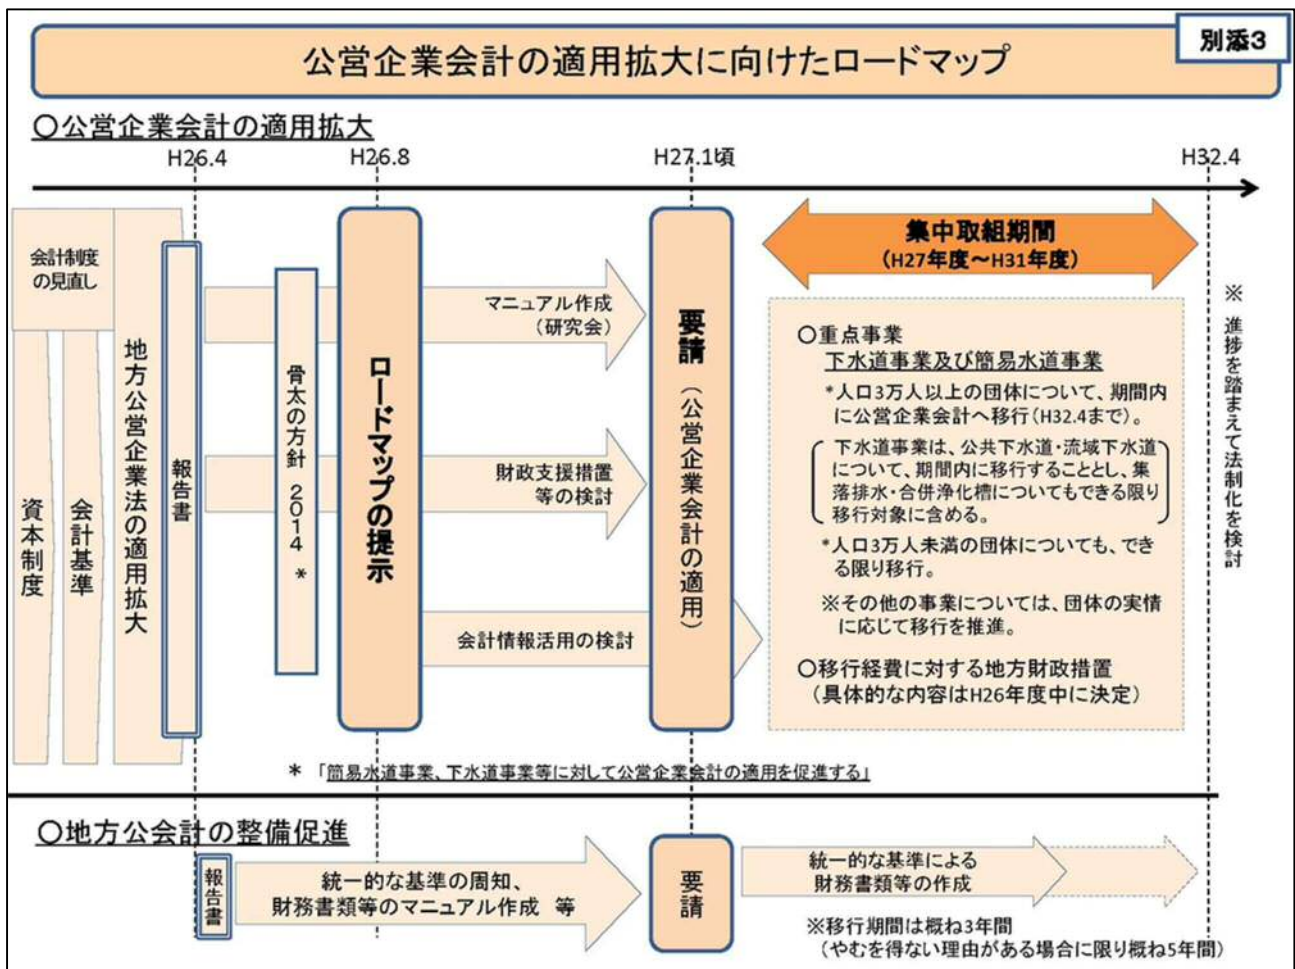 別添3
公営企業会計の適用拡大に向けたロードマップ
〇公営企業会計の適用拡大
H26.4
H26.8
H27.1頃
H32.4
会計制度
の見直し
資本制度
会計基準
地方公営企業法の適用拡大
報告書
骨太の方針 2014 *
ロードマップの提示
マニュアル作成
(研究会)
財政支援措置
等の検討
会計情報活用の検討
要請(公営企業会計の適用)
集中取組期間
(H27年度～H31年度)
〇重点事業
下水道事業及び簡易水道事業
*人口3万人以上の団体について、期間内
に公営企業会計へ移行(H32.4まで)。
下水道事業は、公共下水道・流域下水道
について、期間内に移行することとし、集
落排水・合併浄化槽についてもできる限り
移行対象に含める。
*人口3万人未満の団体についても、でき
る限り移行。
※その他の事業については、団体の実情
に応じて移行を推進。
〇移行経費に対する地方財政措置
(具体的な内容はH26年度中に決定)
※ 進捗を踏まえて法制化を検討
* 「簡易水道事業、下水道事業等に対して公営企業会計の適用を促進する」
〇地方公会計の整備促進
報告書
統一的な基準の周知、
財務書類等のマニュアル作成 等
要請
統一的な基準による
財務書類等の作成
※移行期間は概ね3年間
(やむを得ない理由がある場合に限り概ね5年間)